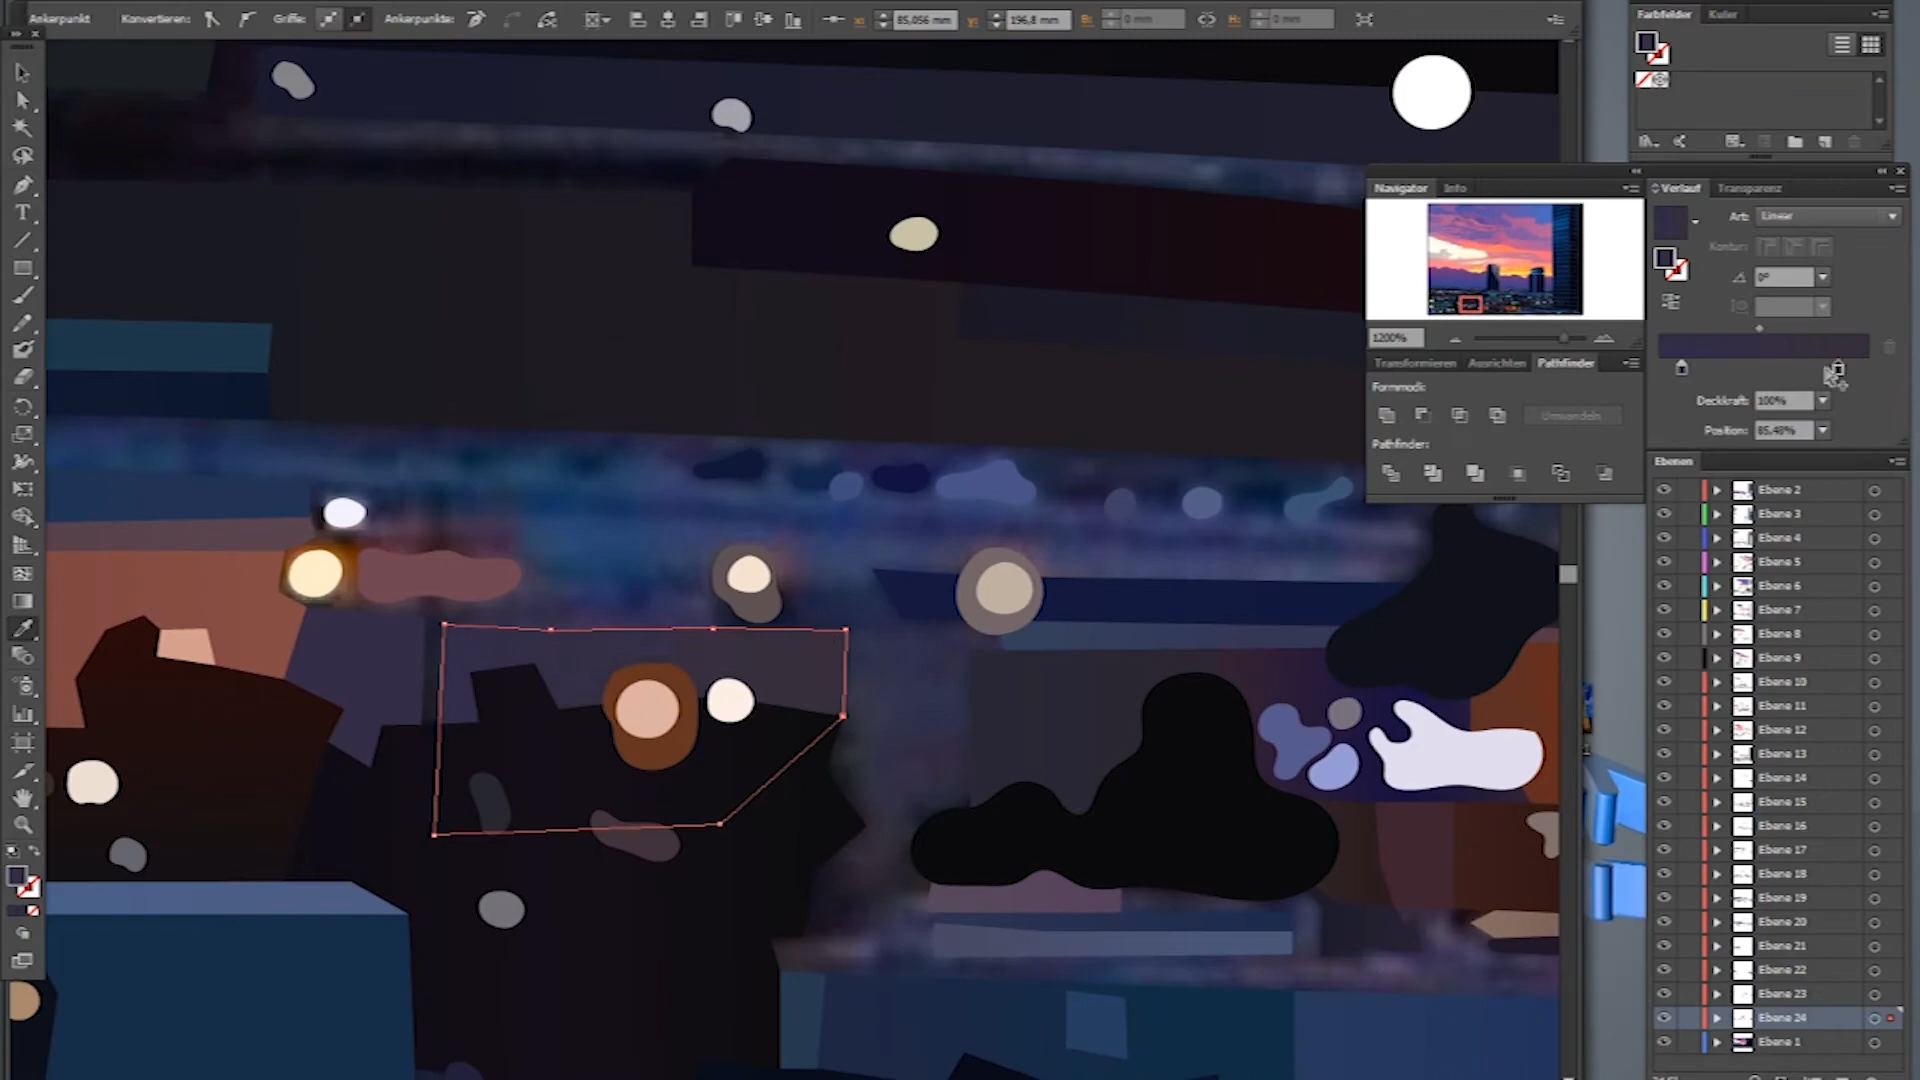 Ankerpunkt Konvertieren: Griffe: Ankerpunkte: X: 85,056 mm Y: 196,8 mm B: 0 mm H: 0 mm
Farbfelder Kuler
Navigator Info
Verlauf Transparenz
Art: Linear
Kontur:
0°
1200%
Transformieren Ausrichten Pathfinder
Formmodi:
Umwandeln
Deckkraft: 100%
Position: 85,48%
Pathfinder:
Ebenen
Ebene 2
Ebene 3
Ebene 4
Ebene 5
Ebene 6
Ebene 7
Ebene 8
Ebene 9
Ebene 10
Ebene 11
Ebene 12
Ebene 13
Ebene 14
Ebene 15
Ebene 16
Ebene 17
Ebene 18
Ebene 19
Ebene 20
Ebene 21
Ebene 22
Ebene 23
Ebene 24
Ebene 1